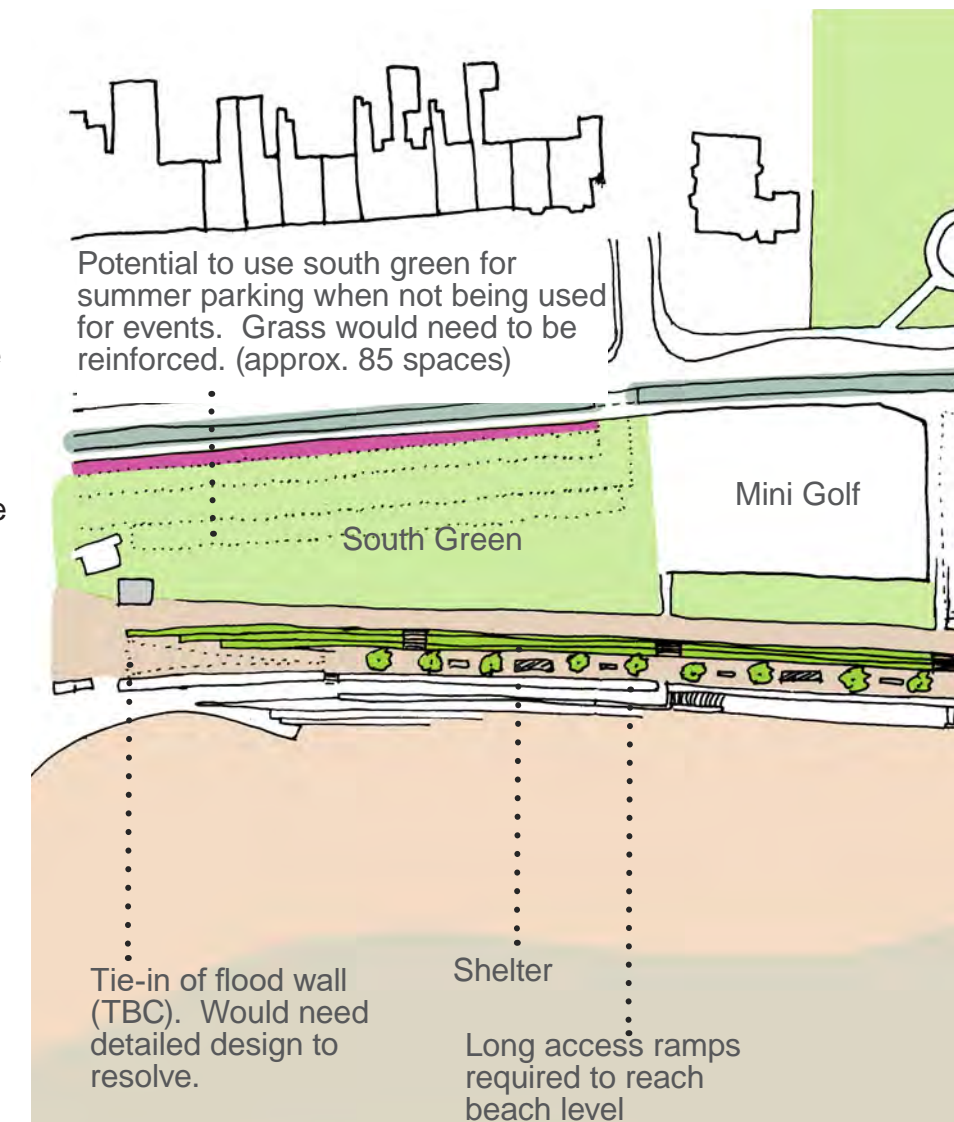 Potential to use south green for
summer parking when not being used
for events. Grass would need to be
reinforced. (approx. 85 spaces)
e
Mini Golf
South Green
Tie-in of flood wall
(TBC). Would need
detailed design to
resolve.
Shelter
Long access ramps
required to reach
beach level